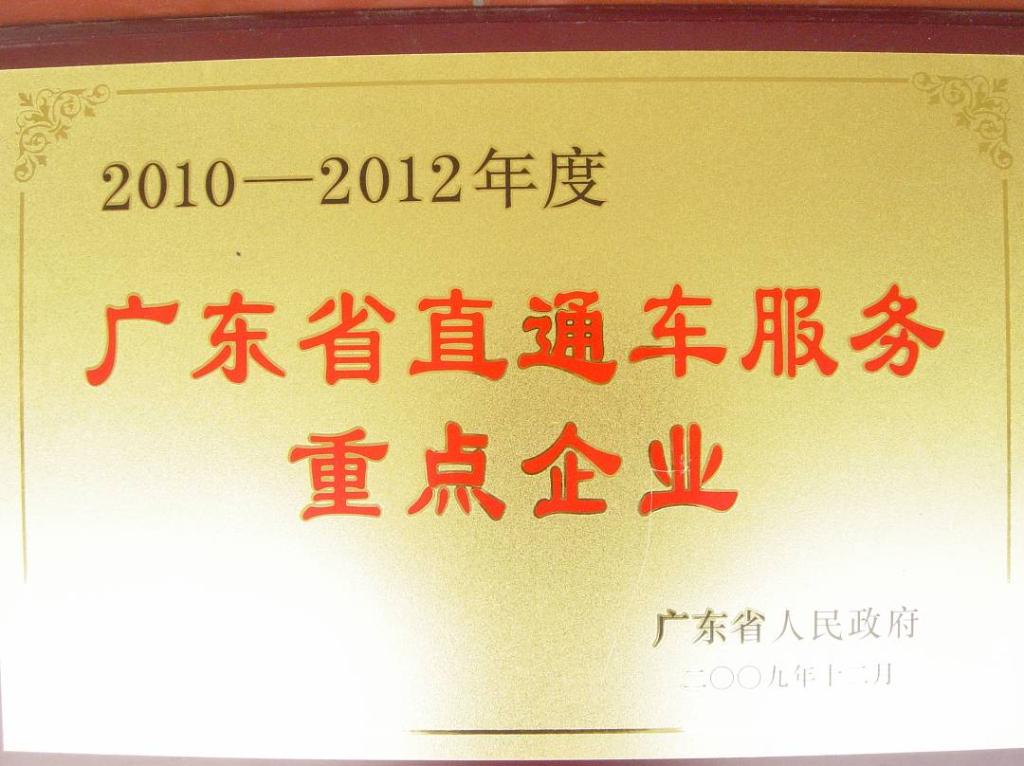 2010—2012年度
广东省直通车服务
重点企业
广东省人民政府
二〇〇九年十二月